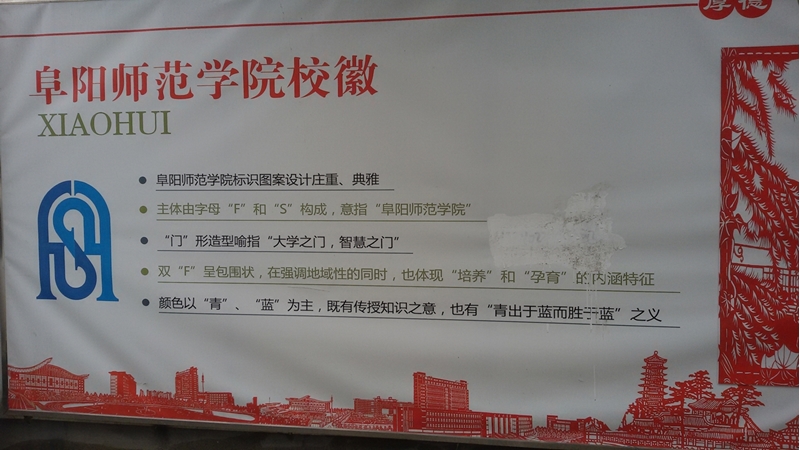 厚德
阜阳师范学院校徽
XIAOHUI
阜阳师范学院标识图案设计庄重、典雅
主体由字母“F”和“S”构成，意指“阜阳师范学院”
“门”形造型喻指“大学之门，智慧之门”
双“F”呈包围状，在强调地域性的同时，也体现“培养”和“孕育”的内涵特征
颜色以“青”、“蓝”为主，既有传授知识之意，也有“青出于蓝而胜于蓝”之义